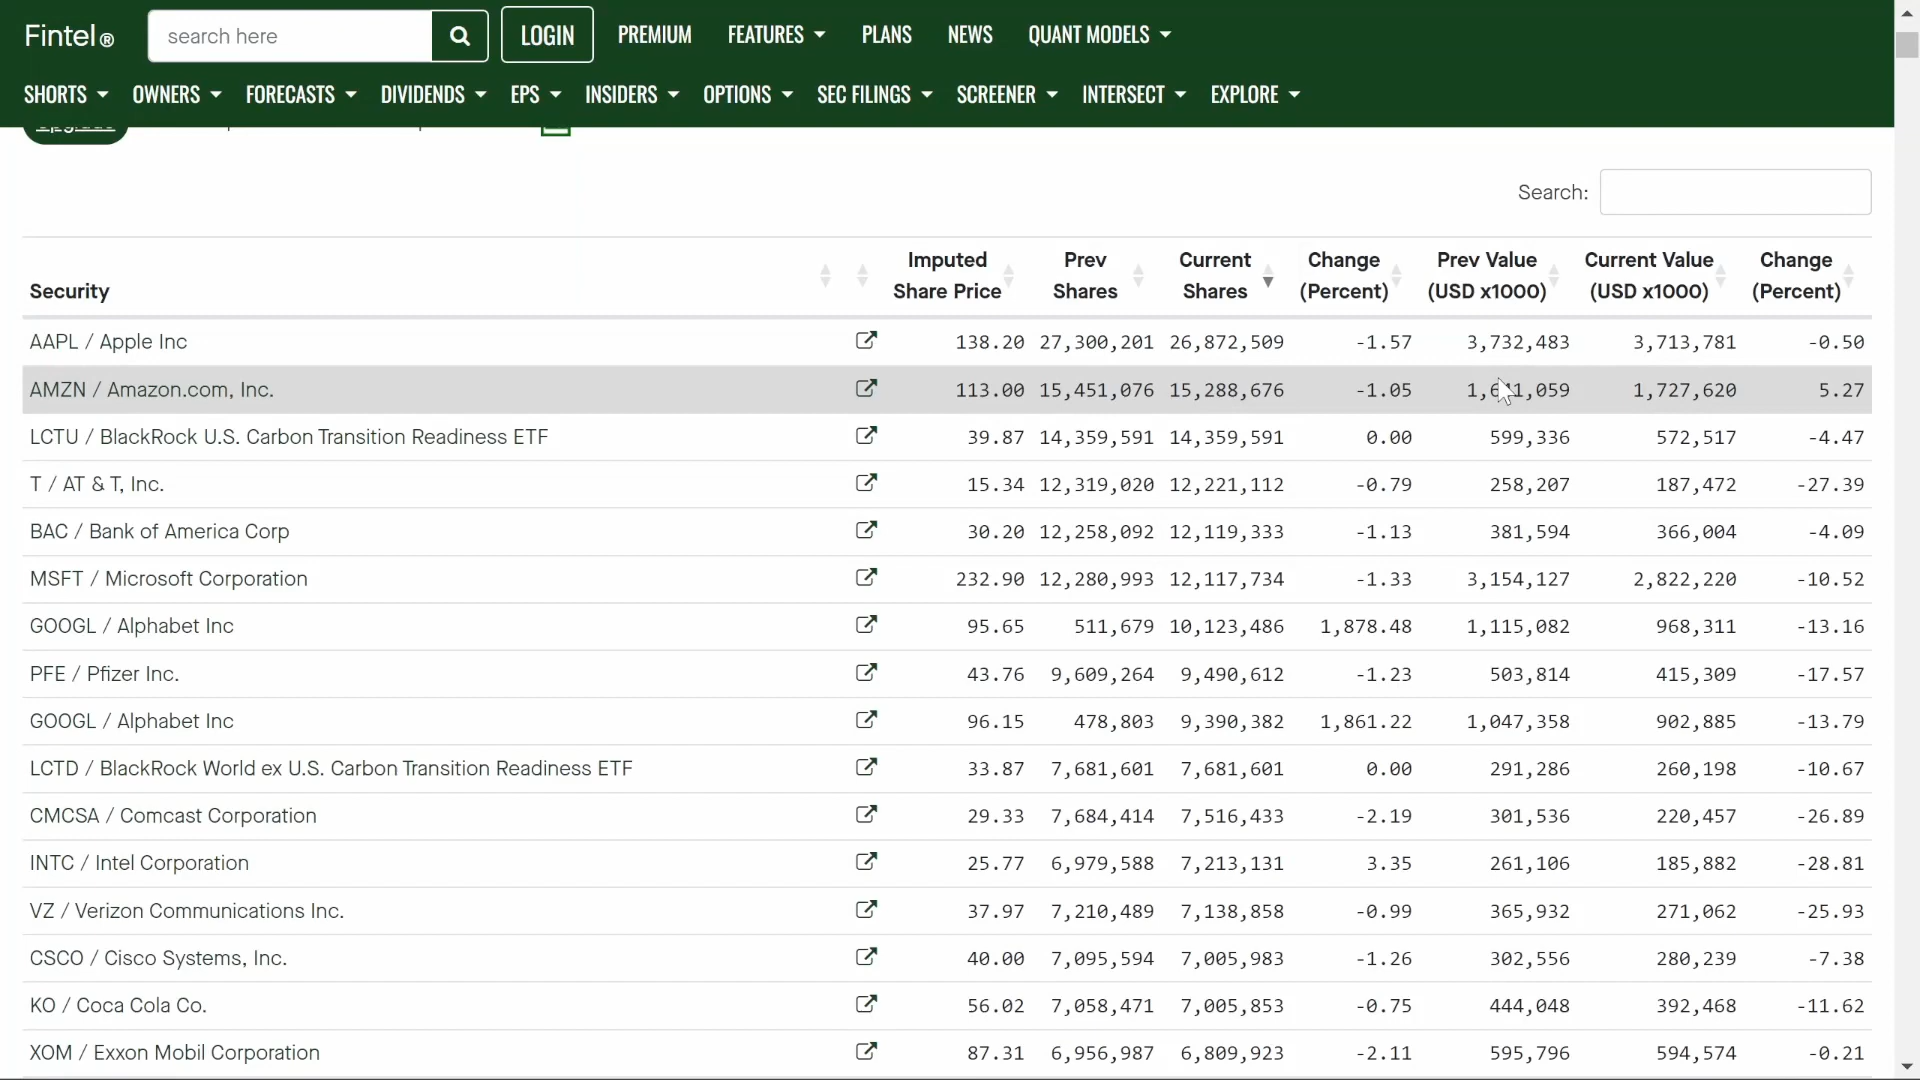 Fintel ®
search here
LOGIN
PREMIUM
FEATURES
PLANS
NEWS
QUANT MODELS
SHORTS
OWNERS
FORECASTS
DIVIDENDS
EPS
INSIDERS
OPTIONS
SEC FILINGS
SCREENER
INTERSECT
EXPLORE
Search:
Security
Imputed Share Price
Prev Shares
Current Shares
Change (Percent)
Prev Value (USD x1000)
Current Value (USD x1000)
Change (Percent)
AAPL / Apple Inc 138.20 27,300,201 26,872,509 -1.57 3,732,483 3,713,781 -0.50
AMZN / Amazon.com, Inc. 113.00 15,451,076 15,288,676 -1.05 1,727,620 5.27
LCTU / BlackRock U.S. Carbon Transition Readiness ETF 39.87 14,359,591 14,359,591 0.00 599,336 572,517 -4.47
T / AT & T, Inc. 15.34 12,319,020 12,221,112 -0.79 258,207 187,472 -27.39
BAC / Bank of America Corp 30.20 12,258,092 12,119,333 -1.13 381,594 366,004 -4.09
MSFT / Microsoft Corporation 232.90 12,280,993 12,117,734 -1.33 3,154,127 2,822,220 -10.52
GOOGL / Alphabet Inc 95.65 511,679 10,123,486 1,878.48 1,115,082 968,311 -13.16
PFE / Pfizer Inc. 43.76 9,609,264 9,490,612 -1.23 503,814 415,309 -17.57
GOOGL / Alphabet Inc 96.15 478,803 9,390,382 1,861.22 1,047,358 902,885 -13.79
LCTD / BlackRock World ex U.S. Carbon Transition Readiness ETF 33.87 7,681,601 7,681,601 0.00 291,286 260,198 -10.67
CMCSA / Comcast Corporation 29.33 7,684,414 7,516,433 -2.19 301,536 220,457 -26.89
INTC / Intel Corporation 25.77 6,979,588 7,213,131 3.35 261,106 185,882 -28.81
VZ / Verizon Communications Inc. 37.97 7,210,489 7,138,858 -0.99 365,932 271,062 -25.93
CSCO / Cisco Systems, Inc. 40.00 7,095,594 7,005,983 -1.26 302,556 280,239 -7.38
KO / Coca Cola Co. 56.02 7,058,471 7,005,853 -0.75 444,048 392,468 -11.62
XOM / Exxon Mobil Corporation 87.31 6,956,987 6,809,923 -2.11 595,796 594,574 -0.21